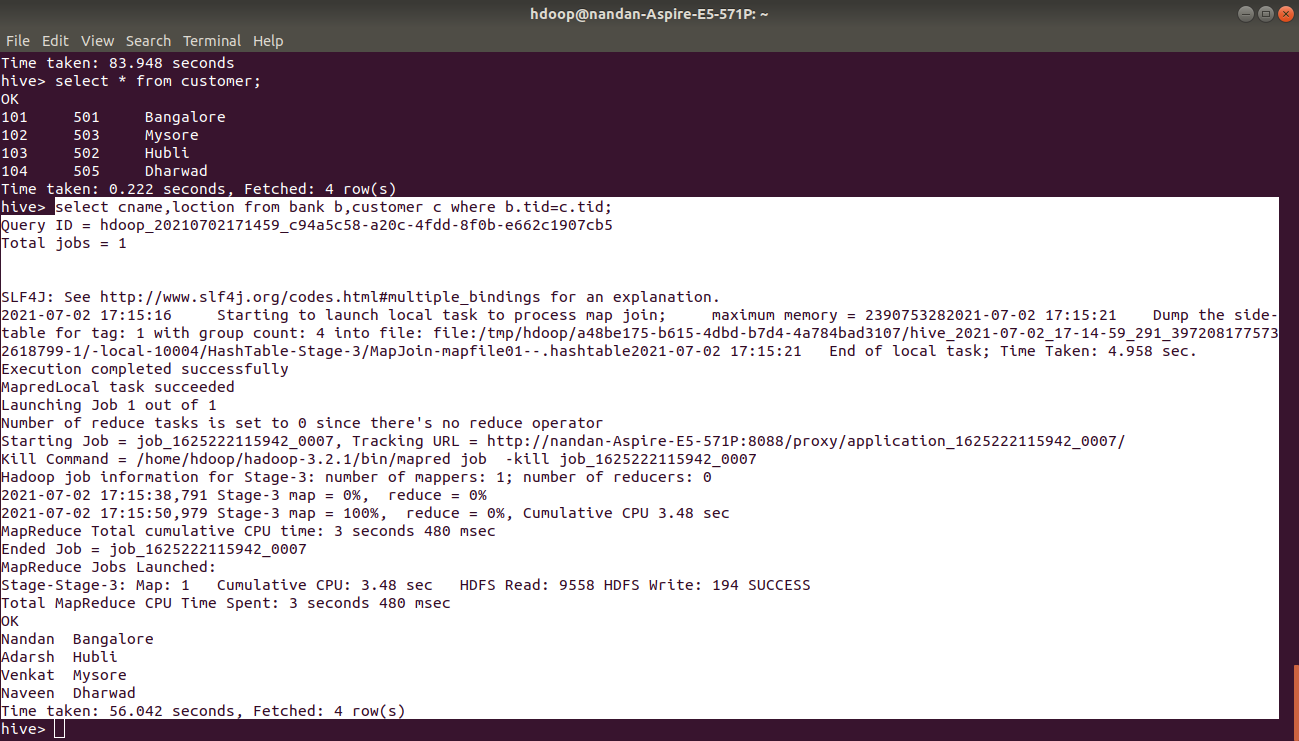 hdoop@nandan-Aspire-E5-571P: ~
File Edit View Search Terminal Help
Time taken: 83.948 seconds
hive> select * from customer;
OK
101 501 Bangalore
102 503 Mysore
103 502 Hubli
104 505 Dharwad
Time taken: 0.222 seconds, Fetched: 4 row(s)
hive> select cname,loction from bank b,customer c where b.tid=c.tid;
Query ID = hdoop_20210702171459_c94a5c58-a20c-4fdd-8f0b-e662c1907cb5
Total jobs = 1
SLF4J: See http://www.slf4j.org/codes.html#multiple_bindings for an explanation.
2021-07-02 17:15:16 Starting to launch local task to process map join; maximum memory = 2390753282021-07-02 17:15:21 Dump the side-
table for tag: 1 with group count: 4 into file: file:/tmp/hdoop/a48be175-b615-4dbd-b7d4-4a784bad3107/hive_2021-07-02_17-14-59_291_397208177573
2618799-1/-local-10004/HashTable-Stage-3/MapJoin-mapfile01--.hashtable2021-07-02 17:15:21 End of local task; Time Taken: 4.958 sec.
Execution completed successfully
MapredLocal task succeeded
Launching Job 1 out of 1
Number of reduce tasks is set to 0 since there's no reduce operator
Starting Job = job_1625222115942_0007, Tracking URL = http://nandan-Aspire-E5-571P:8088/proxy/application_1625222115942_0007/
Kill Command = /home/hdoop/hadoop-3.2.1/bin/mapred job  -kill job_1625222115942_0007
Hadoop job information for Stage-3: number of mappers: 1; number of reducers: 0
2021-07-02 17:15:38,791 Stage-3 map = 0%,  reduce = 0%
2021-07-02 17:15:50,979 Stage-3 map = 100%,  reduce = 0%, Cumulative CPU 3.48 sec
MapReduce Total cumulative CPU time: 3 seconds 480 msec
Ended Job = job_1625222115942_0007
MapReduce Jobs Launched:
Stage-Stage-3: Map: 1   Cumulative CPU: 3.48 sec   HDFS Read: 9558 HDFS Write: 194 SUCCESS
Total MapReduce CPU Time Spent: 3 seconds 480 msec
OK
Nandan Bangalore
Adarsh Hubli
Venkat Mysore
Naveen Dharwad
Time taken: 56.042 seconds, Fetched: 4 row(s)
hive>